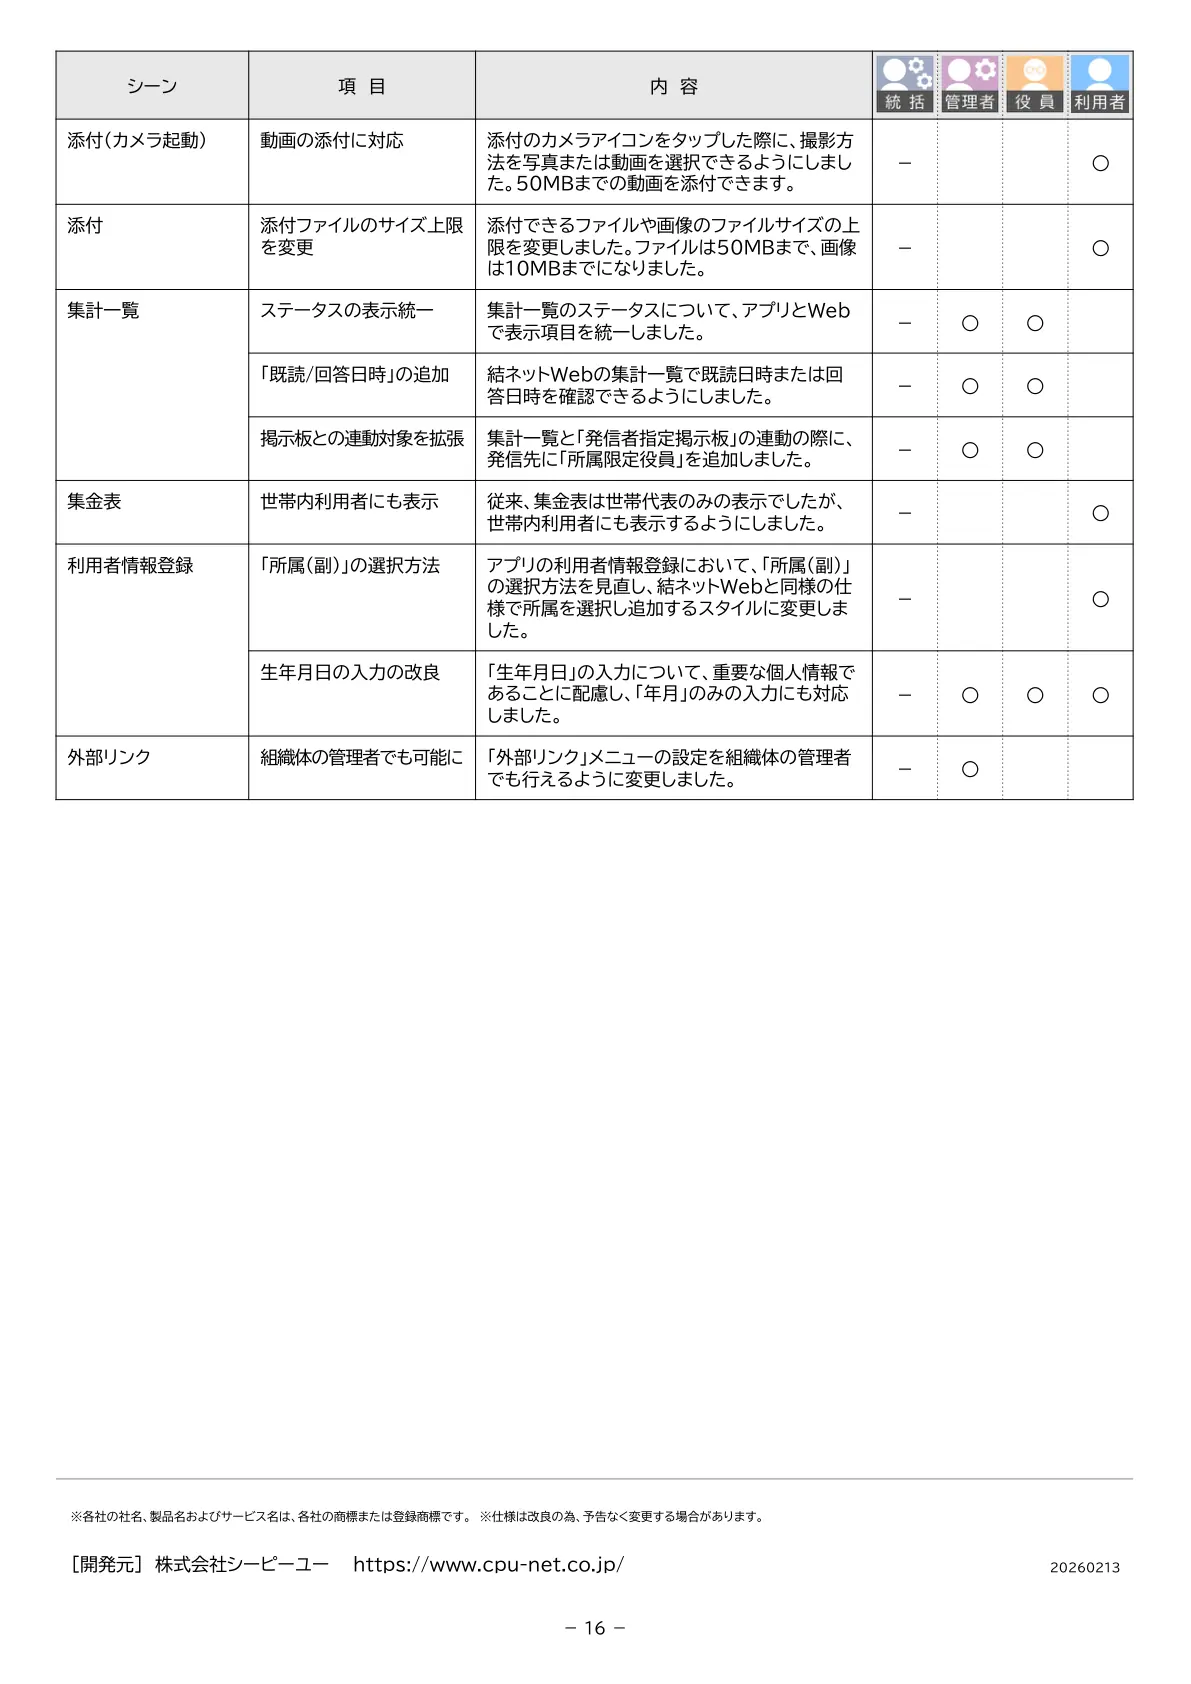 シーン 項 目 内 容 統 括 管理者 役 員 利用者
添付(カメラ起動) 動画の添付に対応 添付のカメラアイコンをタップした際に、撮影方
法を写真または動画を選択できるようにしまし
た。50MBまでの動画を添付できます。
－ ○
添付 添付ファイルのサイズ上限
を変更
添付できるファイルや画像のファイルサイズの上
限を変更しました。ファイルは50MBまで、画像
は10MBまでになりました。
－ ○
集計一覧 ステータスの表示統一 集計一覧のステータスについて、アプリとWeb
で表示項目を統一しました。
－ ○ ○
「既読/回答日時」の追加 結ネットWebの集計一覧で既読日時または回
答日時を確認できるようにしました。
－ ○ ○
掲示板との連動対象を拡張 集計一覧と「発信者指定掲示板」の連動の際に、
発信先に「所属限定役員」を追加しました。
－ ○ ○
集金表 世帯内利用者にも表示 従来、集金表は世帯代表のみの表示でしたが、
世帯内利用者にも表示するようにしました。
－ ○
利用者情報登録 「所属(副)」の選択方法 アプリの利用者情報登録において、「所属(副)」
の選択方法を見直し、結ネットWebと同様の仕
様で所属を選択し追加するスタイルに変更しま
した。
－ ○
生年月日の入力の改良 「生年月日」の入力について、重要な個人情報で
あることに配慮し、「年月」のみの入力にも対応
しました。
－ ○ ○ ○
外部リンク 組織体の管理者でも可能に 「外部リンク」メニューの設定を組織体の管理者
でも行えるように変更しました。
－ ○
※各社の社名、製品名およびサービス名は、各社の商標または登録商標です。 ※仕様は改良の為、予告なく変更する場合があります。
[開発元] 株式会社シーピーユー https://www.cpu-net.co.jp/ 20260213
－ 16 －